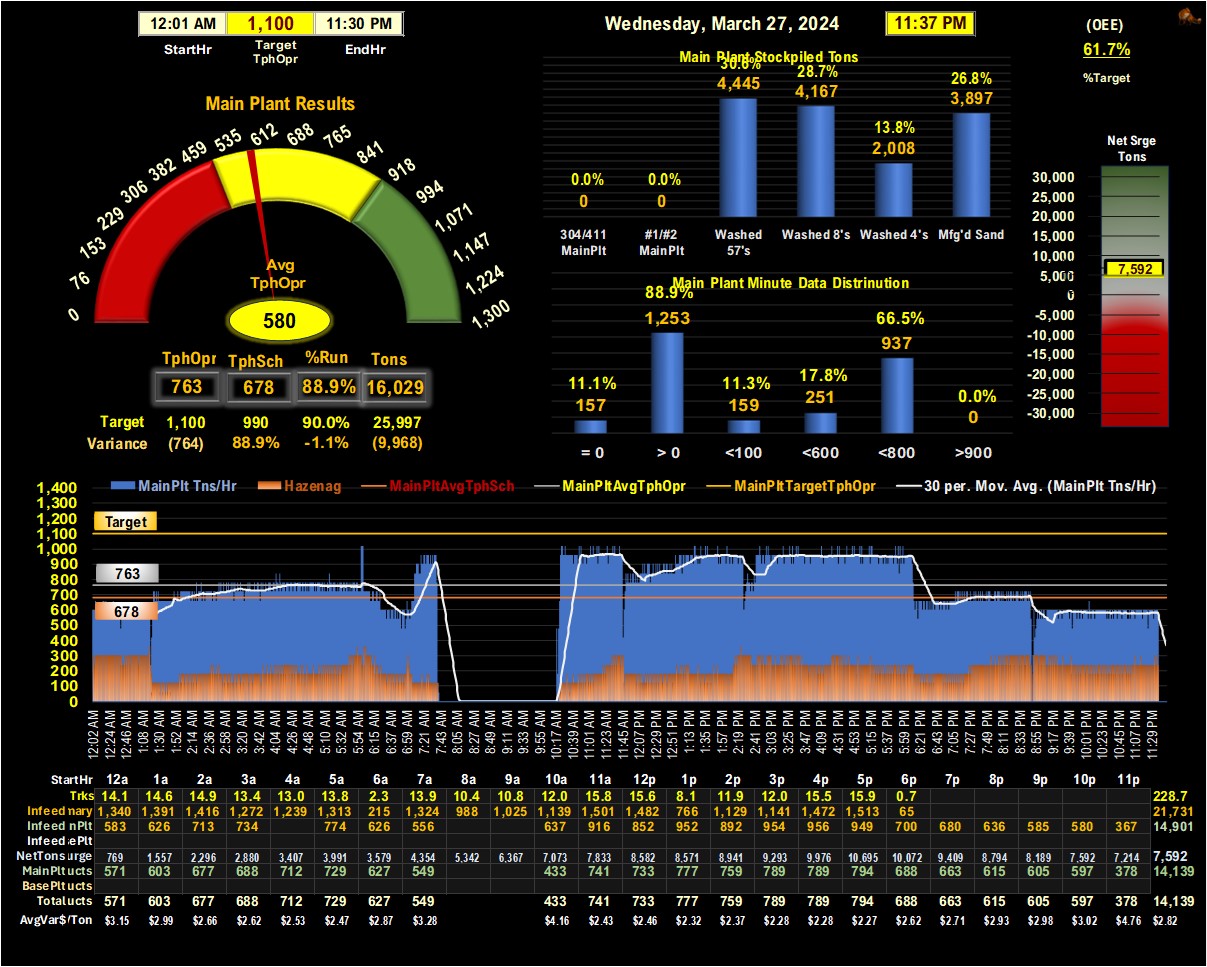 12:01 AM 1,100 11:30 PM
StartHr Target TphOpr EndHr
Wednesday, March 27, 2024 11:37 PM
(OEE)
61.7%
%Target
Main Plant Results
0 76 153 229 306 382 459 535 612 688 765 841 918 994 1,071 1,147 1,224 1,300
Avg
TphOpr
580
TphOpr TphSch %Run Tons
763 678 88.9% 16,029
Target 1,100 990 90.0% 25,997
Variance (764) 88.9% -1.1% (9,968)
Main Plant Stockpiled Tons
0.0% 0.0% 30.6% 28.7% 13.8% 26.8%
0 0 4,445 4,167 2,008 3,897
304/411 #1/#2 Washed Washed 8's Washed 4's Mfg'd Sand
MainPlt MainPlt 57's
Main Plant Minute Data Distrinution
11.1% 88.9% 11.3% 17.8% 66.5% 0.0%
157 1,253 159 251 937 0
= 0 > 0 <100 <600 <800 >900
Net Srge
Tons
30,000
25,000
20,000
15,000
10,000
7,592
5,000
0
-5,000
-10,000
-15,000
-20,000
-25,000
-30,000
MainPlt Tns/Hr Hazenag MainPltAvgTphSch MainPltAvgTphOpr MainPltTargetTphOpr 30 per. Mov. Avg. (MainPlt Tns/Hr)
1,400
1,300
1,200
1,100
1,000
900
800
700
600
500
400
300
200
100
0
Target
763
678
12:02 AM 12:24 AM 12:46 AM 1:08 AM 1:30 AM 1:52 AM 2:14 AM 2:36 AM 2:58 AM 3:20 AM 3:42 AM 4:04 AM 4:26 AM 4:48 AM 5:10 AM 5:32 AM 5:54 AM 6:15 AM 6:37 AM 6:59 AM 7:21 AM 7:43 AM 8:05 AM 8:27 AM 8:49 AM 9:11 AM 9:33 AM 9:55 AM 10:17 AM 10:39 AM 11:01 AM 11:23 AM 11:45 AM 12:07 PM 12:29 PM 12:51 PM 1:13 PM 1:35 PM 1:57 PM 2:19 PM 2:41 PM 3:03 PM 3:25 PM 3:47 PM 4:09 PM 4:31 PM 4:53 PM 5:15 PM 5:37 PM 5:59 PM 6:21 PM 6:43 PM 7:05 PM 7:27 PM 7:49 PM 8:11 PM 8:33 PM 8:55 PM 9:17 PM 9:39 PM 10:01 PM 10:23 PM 10:45 PM 11:07 PM 11:29 PM
StartHr 12a 1a 2a 3a 4a 5a 6a 7a 8a 9a 10a 11a 12p 1p 2p 3p 4p 5p 6p 7p 8p 9p 10p 11p
Trks 14.1 14.6 14.9 13.4 13.0 13.8 2.3 13.9 10.4 10.8 12.0 15.8 15.6 8.1 11.9 12.0 15.5 15.9 0.7 228.7
Infeed mary 1,340 1,391 1,416 1,272 1,239 1,313 215 1,324 988 1,025 1,139 1,501 1,482 766 1,129 1,141 1,472 1,513 65 21,731
Infeed nPlt 583 626 713 734 774 626 556 637 916 852 952 892 954 956 949 700 680 636 585 580 367 14,901
Infeed ePlt
NetTons urge 769 1,557 2,296 2,880 3,407 3,991 3,579 4,354 5,342 6,367 7,073 7,833 8,582 8,571 8,941 9,293 9,976 10,695 10,072 9,409 8,794 8,189 7,592 7,214 7,592
MainPlt ucts 571 603 677 688 712 729 627 549 433 741 733 777 759 789 789 794 688 663 615 605 597 378 14,139
BasePlt ucts
Total ucts 571 603 677 688 712 729 627 549 433 741 733 777 759 789 789 794 688 663 615 605 597 378 14,139
AvgVar$/Ton $3.15 $2.99 $2.66 $2.62 $2.53 $2.47 $2.87 $3.28 $4.16 $2.43 $2.46 $2.32 $2.37 $2.28 $2.28 $2.27 $2.62 $2.71 $2.93 $2.98 $3.02 $4.76 $2.82